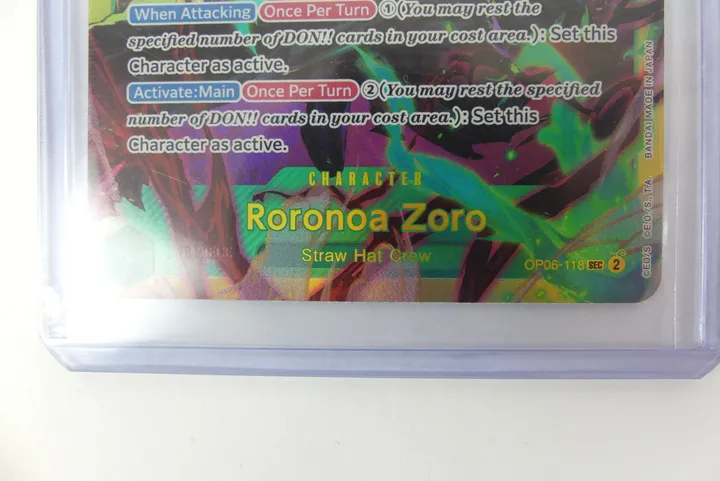 When Attacking Once Per Turn ①(You may rest the
specified number of DON!! cards in your cost area.): Set this
Character as active.
Activate:Main Once Per Turn ②(You may rest the specified
number of DON!! cards in your cost area.): Set this
Character as active.
CHARACTER
Roronoa Zoro
Straw Hat Crew
OP06-118 SEC 2
©EO/S ©E.O./S.,T.A. BANDAI MADE IN JAPAN